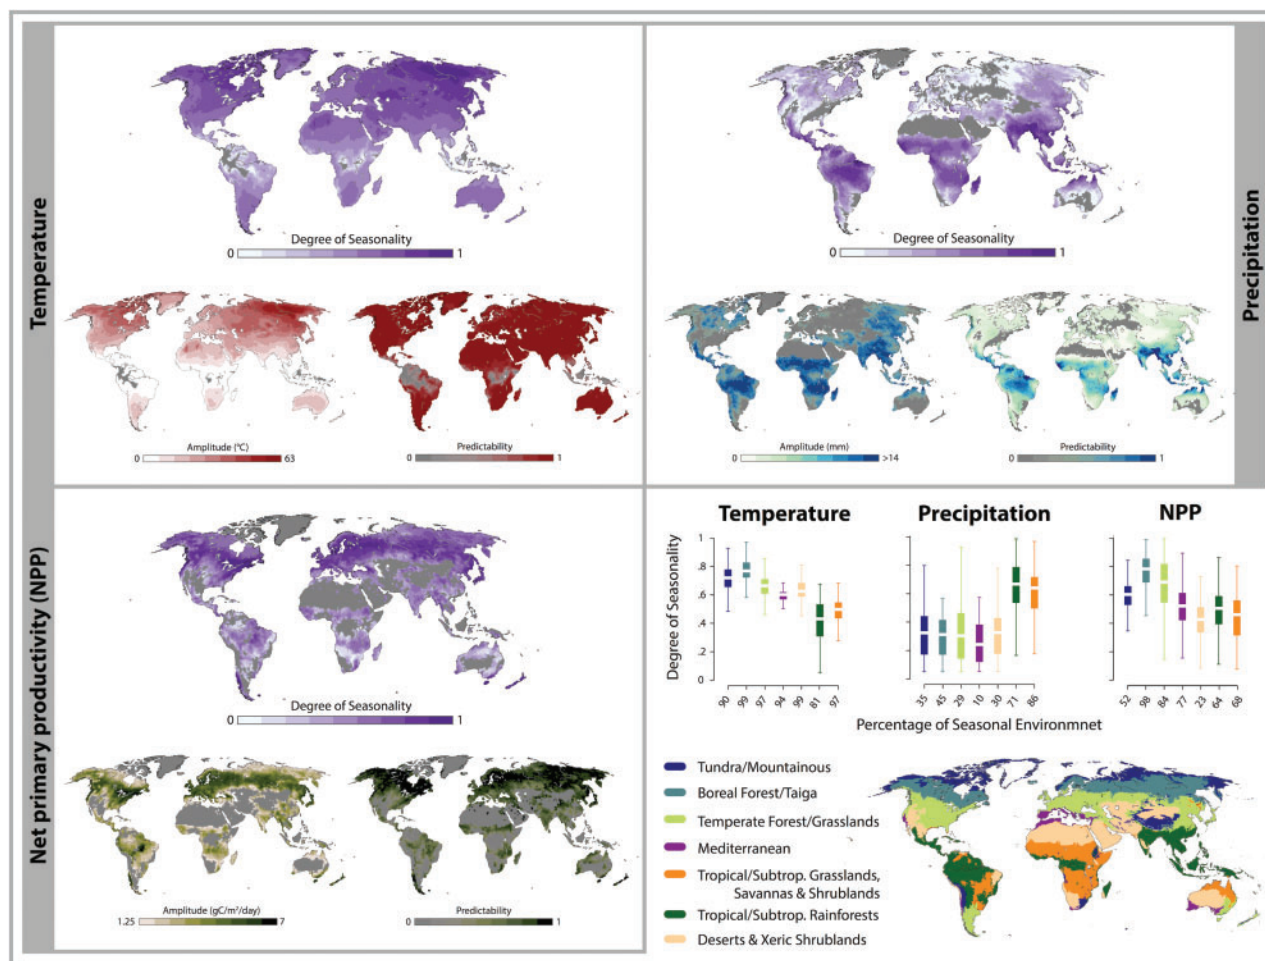 Temperature
Degree of Seasonality
0 1
Amplitude (°C)
0 63
Predictability
0 1
Precipitation
Degree of Seasonality
0 1
Amplitude (mm)
0 >14
Predictability
0 1
Net primary productivity (NPP)
Degree of Seasonality
0 1
Amplitude (gC/m²/day)
1.25 7
Predictability
0 1
Temperature Precipitation NPP
Degree of Seasonality
1
.8
.6
.4
.2
0
90 99 97 94 99 81 97
35 45 29 10 30 71 86
52 98 84 77 23 64 68
Percentage of Seasonal Environmnet
Tundra/Mountainous
Boreal Forest/Taiga
Temperate Forest/Grasslands
Mediterranean
Tropical/Subtrop. Grasslands,
Savannas & Shrublands
Tropical/Subtrop. Rainforests
Deserts & Xeric Shrublands